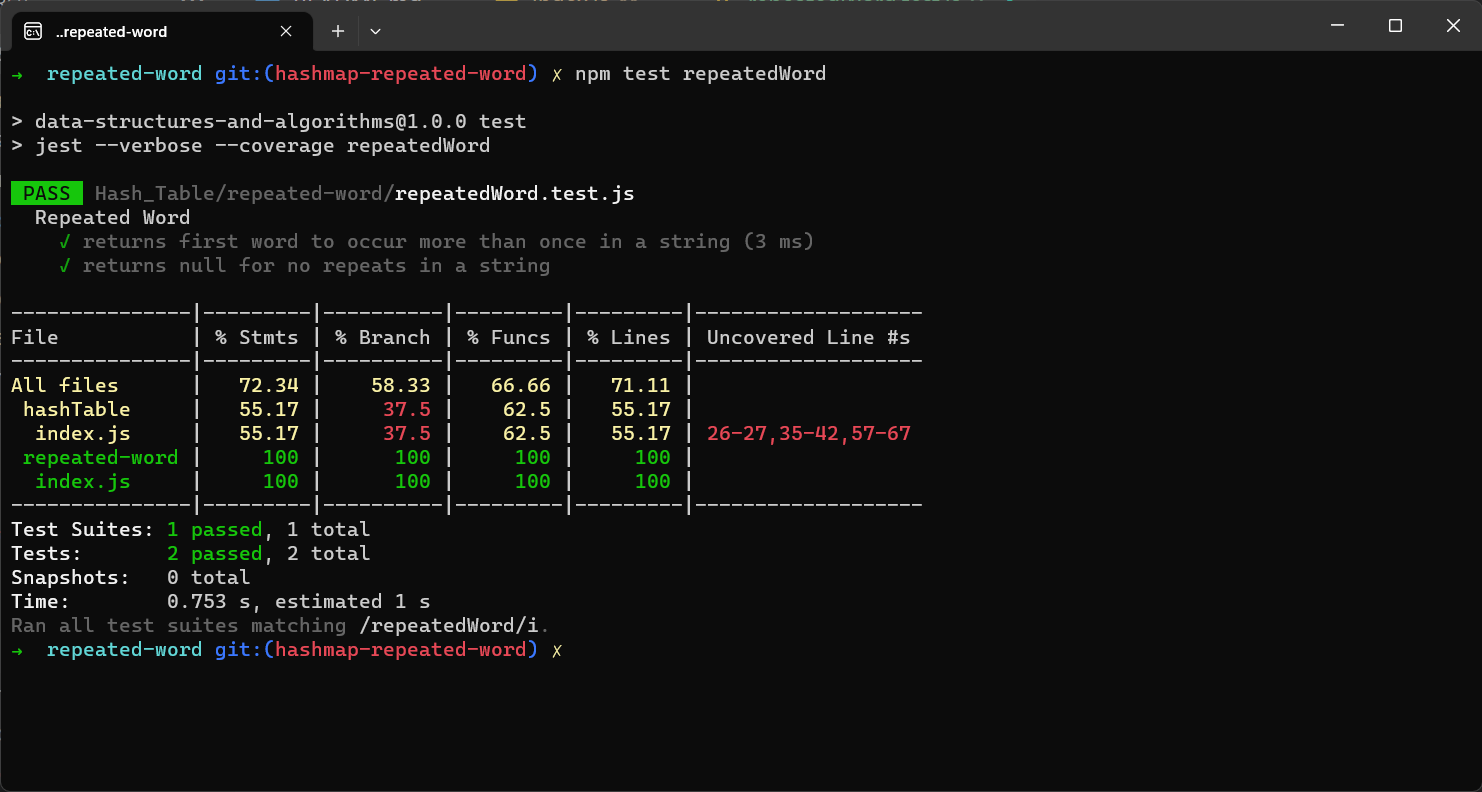 ..repeated-word
→ repeated-word git:(hashmap-repeated-word) ✗ npm test repeatedWord
> data-structures-and-algorithms@1.0.0 test
> jest --verbose --coverage repeatedWord
PASS Hash_Table/repeated-word/repeatedWord.test.js
Repeated Word
√ returns first word to occur more than once in a string (3 ms)
√ returns null for no repeats in a string
---------------|---------|----------|---------|---------|-------------------
File           | % Stmts | % Branch | % Funcs | % Lines | Uncovered Line #s
---------------|---------|----------|---------|---------|-------------------
All files      |   72.34 |    58.33 |   66.66 |   71.11 |
 hashTable     |   55.17 |     37.5 |    62.5 |   55.17 |
  index.js     |   55.17 |     37.5 |    62.5 |   55.17 | 26-27,35-42,57-67
 repeated-word |     100 |      100 |     100 |     100 |
  index.js     |     100 |      100 |     100 |     100 |
---------------|---------|----------|---------|---------|-------------------
Test Suites: 1 passed, 1 total
Tests:       2 passed, 2 total
Snapshots:   0 total
Time:        0.753 s, estimated 1 s
Ran all test suites matching /repeatedWord/i.
→ repeated-word git:(hashmap-repeated-word) ✗